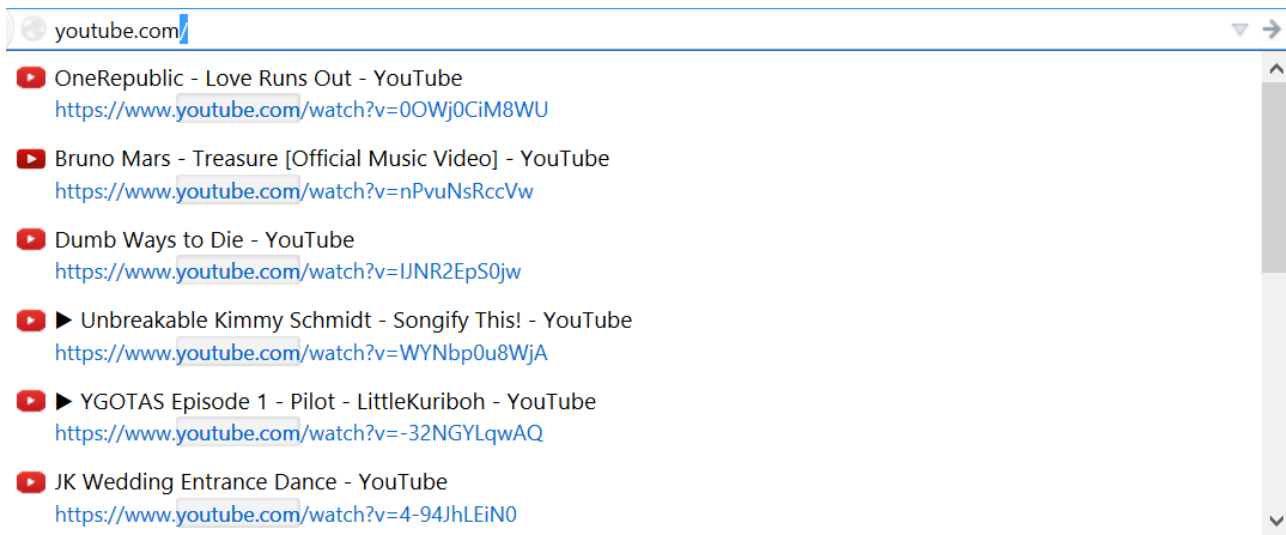 youtube.com/
OneRepublic - Love Runs Out - YouTube
https://www.youtube.com/watch?v=0OWj0CiM8WU
Bruno Mars - Treasure [Official Music Video] - YouTube
https://www.youtube.com/watch?v=nPvuNsRccVw
Dumb Ways to Die - YouTube
https://www.youtube.com/watch?v=IJNR2EpS0jw
▶ Unbreakable Kimmy Schmidt - Songify This! - YouTube
https://www.youtube.com/watch?v=WYNbp0u8WjA
▶ YGOTAS Episode 1 - Pilot - LittleKuriboh - YouTube
https://www.youtube.com/watch?v=-32NGYLqwAQ
JK Wedding Entrance Dance - YouTube
https://www.youtube.com/watch?v=4-94JhLEiN0